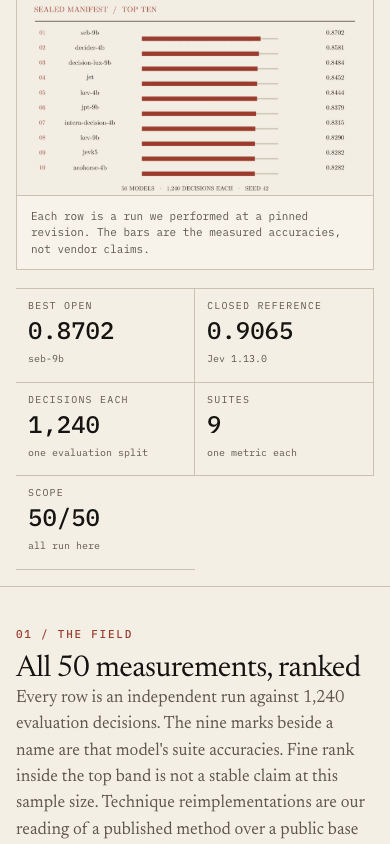 SEALED MANIFEST / TOP TEN
01 seb-9b 0.8702
02 decider-4b 0.8581
03 decision-lux-9b 0.8484
04 jet 0.8452
05 kev-4b 0.8444
06 jpt-9b 0.8379
07 intern-decision-4b 0.8315
08 kev-9b 0.8290
09 jevk5 0.8282
10 neohorse-4b 0.8282
50 MODELS · 1,240 DECISIONS EACH · SEED 42
Each row is a run we performed at a pinned
revision. The bars are the measured accuracies,
not vendor claims.
BEST OPEN
0.8702
seb-9b
CLOSED REFERENCE
0.9065
Jev 1.13.0
DECISIONS EACH
1,240
one evaluation split
SUITES
9
one metric each
SCOPE
50/50
all run here
01 / THE FIELD
All 50 measurements, ranked
Every row is an independent run against 1,240
evaluation decisions. The nine marks beside a
name are that model's suite accuracies. Fine rank
inside the top band is not a stable claim at this
sample size. Technique reimplementations are our
reading of a published method over a public base